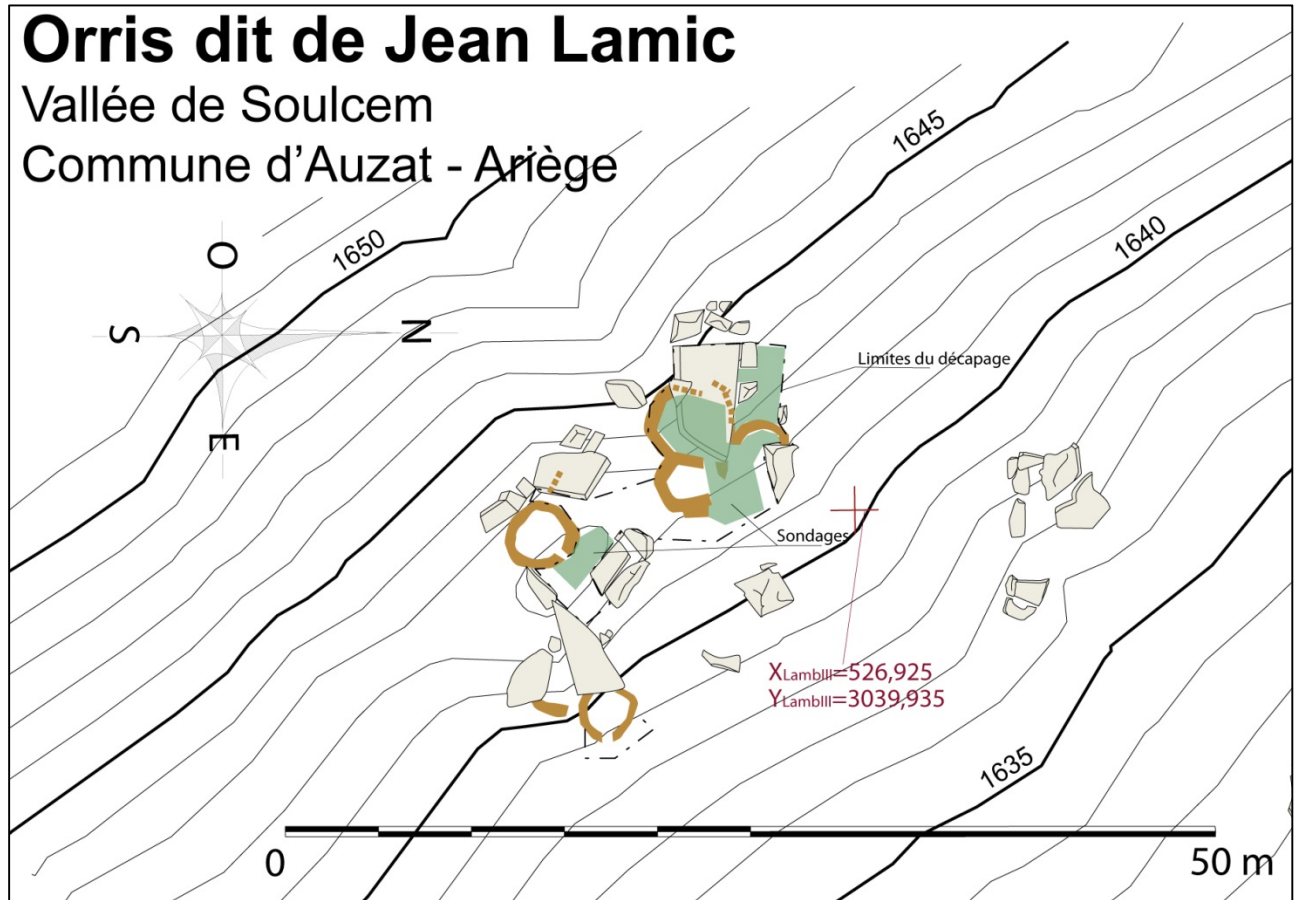 Orris dit de Jean Lamic
Vallée de Soulcem
Commune d'Auzat - Ariège
1645
1640
1650
O
S
N
E
Limites du décapage
Sondages
XLambIII=526,925
YLambIII=3039,935
1635
0
50 m